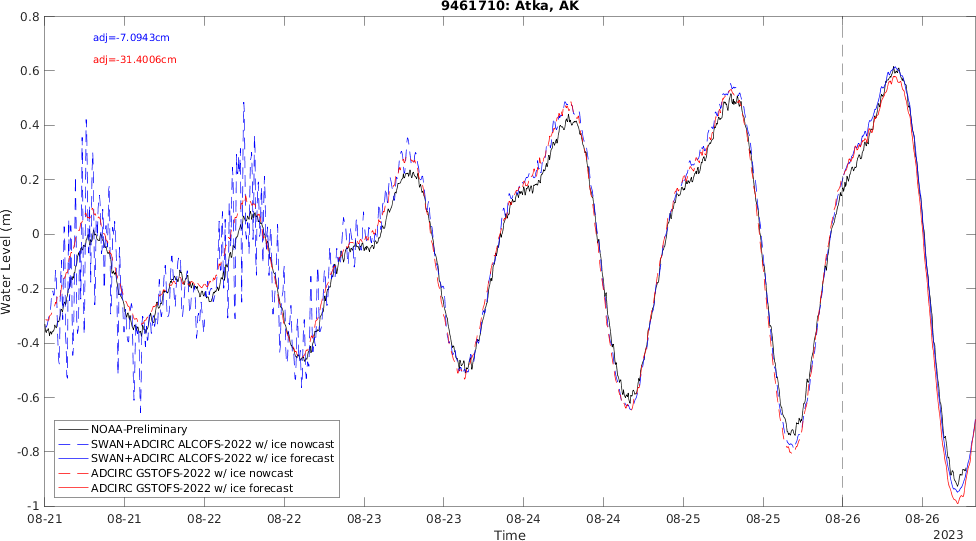 9461710: Atka, AK
adj=-7.0943cm
adj=-31.4006cm
0.8
0.6
0.4
0.2
0
-0.2
-0.4
-0.6
-0.8
-1
Water Level (m)
NOAA-Preliminary
SWAN+ADCIRC ALCOFS-2022 w/ ice nowcast
SWAN+ADCIRC ALCOFS-2022 w/ ice forecast
ADCIRC GSTOFS-2022 w/ ice nowcast
ADCIRC GSTOFS-2022 w/ ice forecast
08-21 08-21 08-22 08-22 08-23 08-23 08-24 08-24 08-25 08-25 08-26 08-26
Time
2023